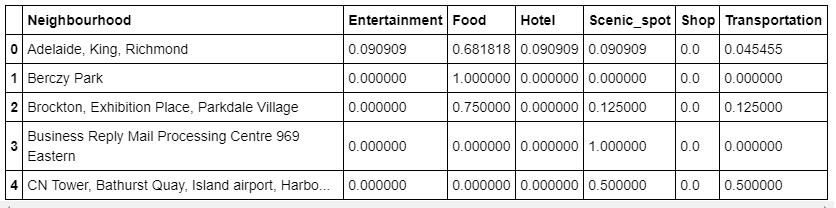 Neighbourhood Entertainment Food Hotel Scenic_spot Shop Transportation
0 Adelaide, King, Richmond 0.090909 0.681818 0.090909 0.090909 0.0 0.045455
1 Berczy Park 0.000000 1.000000 0.000000 0.000000 0.0 0.000000
2 Brockton, Exhibition Place, Parkdale Village 0.000000 0.750000 0.000000 0.125000 0.0 0.125000
3 Business Reply Mail Processing Centre 969
Eastern 0.000000 0.000000 0.000000 1.000000 0.0 0.000000
4 CN Tower, Bathurst Quay, Island airport, Harbo... 0.000000 0.000000 0.000000 0.500000 0.0 0.500000